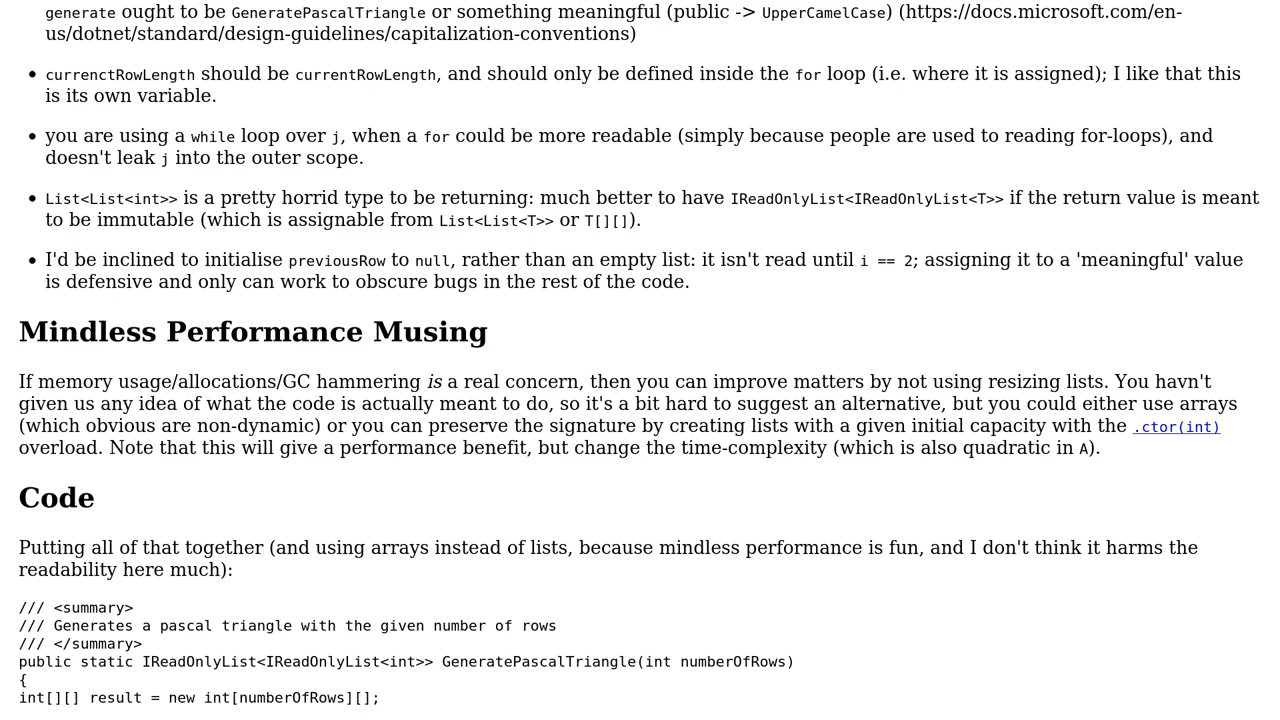 generate ought to be GeneratePascalTriangle or something meaningful (public -> UpperCamelCase) (https://docs.microsoft.com/en-
us/dotnet/standard/design-guidelines/capitalization-conventions)
• currenctRowLength should be currentRowLength, and should only be defined inside the for loop (i.e. where it is assigned); I like that this
is its own variable.
• you are using a while loop over j, when a for could be more readable (simply because people are used to reading for-loops), and
doesn't leak j into the outer scope.
• List<List<int>> is a pretty horrid type to be returning: much better to have IReadOnlyList<IReadOnlyList<T>> if the return value is meant
to be immutable (which is assignable from List<List<T>> or T[][]).
• I'd be inclined to initialise previousRow to null, rather than an empty list: it isn't read until i == 2; assigning it to a 'meaningful' value
is defensive and only can work to obscure bugs in the rest of the code.
Mindless Performance Musing
If memory usage/allocations/GC hammering is a real concern, then you can improve matters by not using resizing lists. You havn't
given us any idea of what the code is actually meant to do, so it's a bit hard to suggest an alternative, but you could either use arrays
(which obvious are non-dynamic) or you can preserve the signature by creating lists with a given initial capacity with the .ctor(int)
overload. Note that this will give a performance benefit, but change the time-complexity (which is also quadratic in A).
Code
Putting all of that together (and using arrays instead of lists, because mindless performance is fun, and I don't think it harms the
readability here much):
/// <summary>
/// Generates a pascal triangle with the given number of rows
/// </summary>
public static IReadOnlyList<IReadOnlyList<int>> GeneratePascalTriangle(int numberOfRows)
{
int[][] result = new int[numberOfRows][];